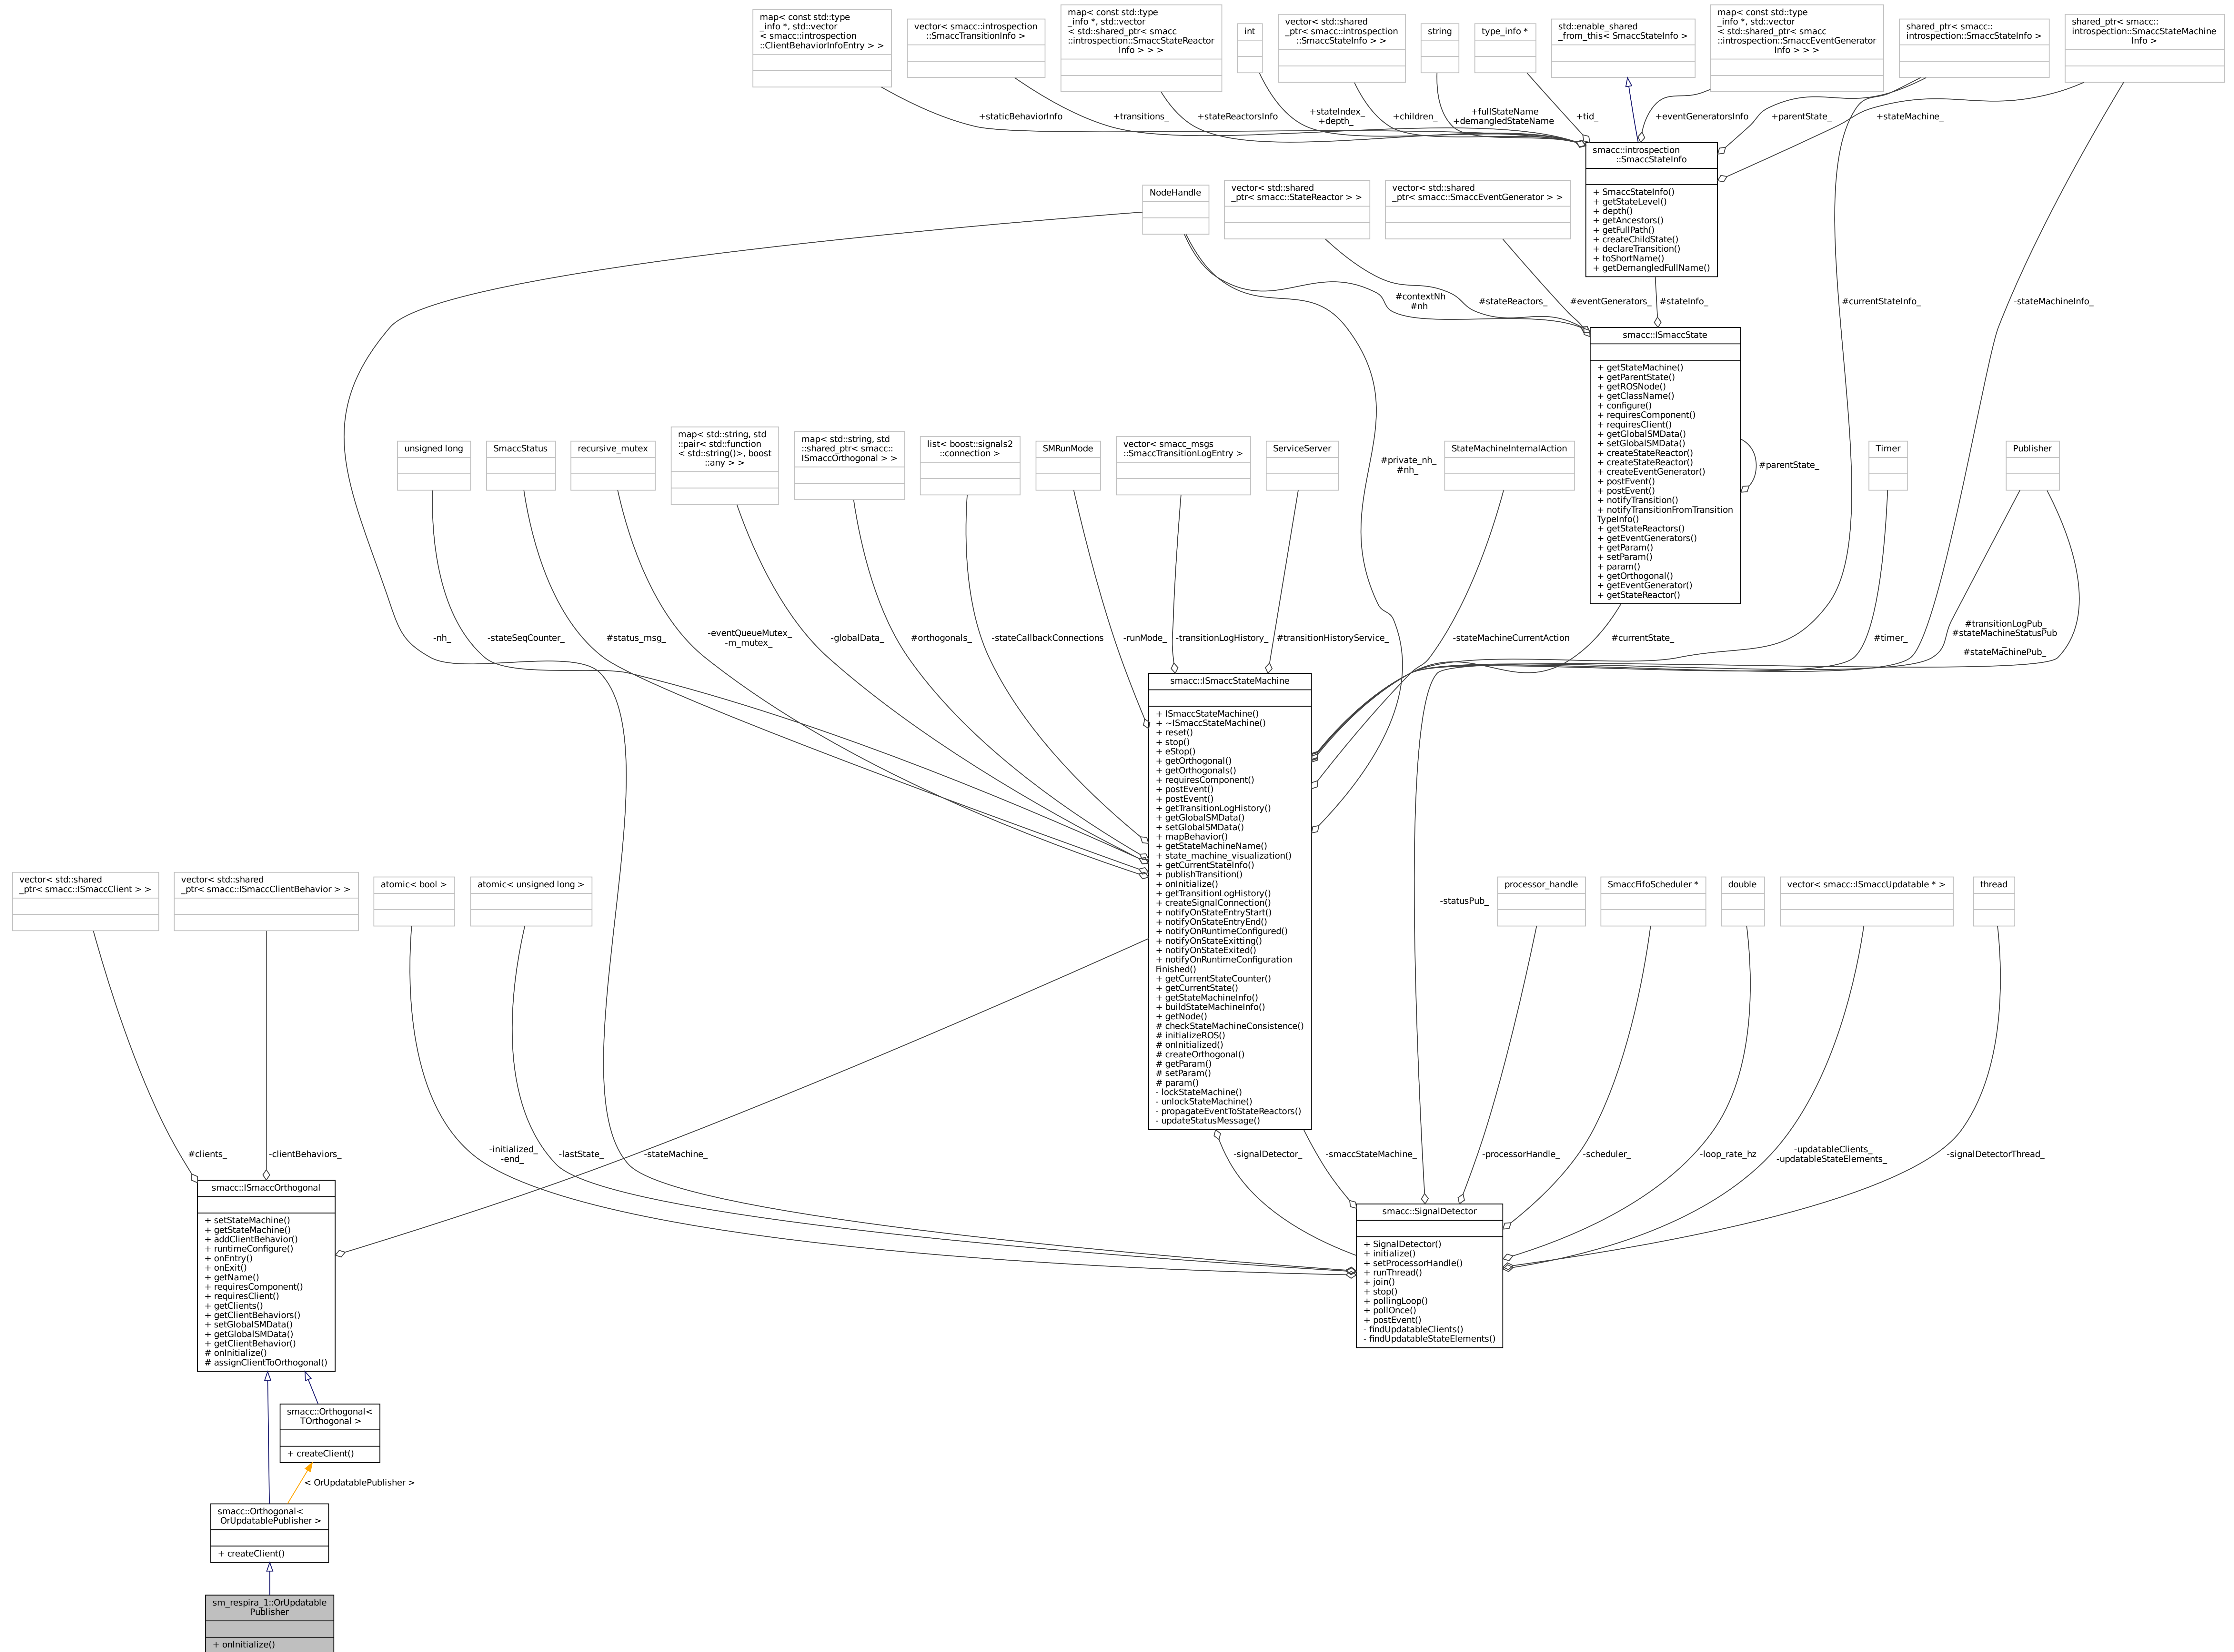 map< const std::type
_info *, std::vector
< smacc::introspection
::ClientBehaviorInfoEntry > >
vector< smacc::introspection
::SmaccTransitionInfo >
map< const std::type
_info *, std::vector
< std::shared_ptr< smacc
::introspection::SmaccStateReactor
Info > > >
int
vector< std::shared
_ptr< smacc::introspection
::SmaccStateInfo > >
string
type_info *
std::enable_shared
_from_this< SmaccStateInfo >
map< const std::type
_info *, std::vector
< std::shared_ptr< smacc
::introspection::SmaccEventGenerator
Info > > >
shared_ptr< smacc::
introspection::SmaccStateInfo >
shared_ptr< smacc::
introspection::SmaccStateMachine
Info >
+staticBehaviorInfo
+transitions_
+stateReactorsInfo
+stateIndex_
+depth_
+children_
+fullStateName
+demangledStateName
+tid_
+eventGeneratorsInfo
+parentState_
+stateMachine_
smacc::introspection
::SmaccStateInfo
+ SmaccStateInfo()
+ getStateLevel()
+ depth()
+ getAncestors()
+ getFullPath()
+ createChildState()
+ declareTransition()
+ toShortName()
+ getDemangledFullName()
NodeHandle
vector< std::shared
_ptr< smacc::StateReactor > >
vector< std::shared
_ptr< smacc::SmaccEventGenerator > >
#contextNh
#nh
#stateReactors_
#eventGenerators_
#stateInfo_
#currentStateInfo_
-stateMachineInfo_
smacc::ISmaccState
+ getStateMachine()
+ getParentState()
+ getROSNode()
+ getClassName()
+ configure()
+ requiresComponent()
+ requiresClient()
+ getGlobalSMData()
+ setGlobalSMData()
+ createStateReactor()
+ createStateReactor()
+ createEventGenerator()
+ postEvent()
+ postEvent()
+ notifyTransition()
+ notifyTransitionFromTransition
TypeInfo()
+ getStateReactors()
+ getEventGenerators()
+ getParam()
+ setParam()
+ param()
+ getOrthogonal()
+ getEventGenerator()
+ getStateReactor()
#parentState_
unsigned long
SmaccStatus
recursive_mutex
map< std::string, std
::pair< std::function
< std::string()>, boost
::any > >
map< std::string, std
::shared_ptr< smacc::
ISmaccOrthogonal > >
list< boost::signals2
::connection >
SMRunMode
vector< smacc_msgs
::SmaccTransitionLogEntry >
ServiceServer
#private_nh_
#nh_
StateMachineInternalAction
Timer
Publisher
-nh_
-stateSeqCounter_
#status_msg_
-eventQueueMutex_
-m_mutex_
-globalData_
#orthogonals_
-stateCallbackConnections
-runMode_
-transitionLogHistory_
#transitionHistoryService_
-stateMachineCurrentAction
#currentState_
#timer_
#transitionLogPub_
#stateMachineStatusPub
_
#stateMachinePub_
smacc::ISmaccStateMachine
+ ISmaccStateMachine()
+ ~ISmaccStateMachine()
+ reset()
+ stop()
+ eStop()
+ getOrthogonal()
+ getOrthogonals()
+ requiresComponent()
+ postEvent()
+ postEvent()
+ getTransitionLogHistory()
+ getGlobalSMData()
+ setGlobalSMData()
+ mapBehavior()
+ getStateMachineName()
+ state_machine_visualization()
+ getCurrentStateInfo()
+ publishTransition()
+ onInitialize()
+ getTransitionLogHistory()
+ createSignalConnection()
+ notifyOnStateEntryStart()
+ notifyOnStateEntryEnd()
+ notifyOnRuntimeConfigured()
+ notifyOnStateExitting()
+ notifyOnStateExited()
+ notifyOnRuntimeConfiguration
Finished()
+ getCurrentStateCounter()
+ getCurrentState()
+ getStateMachineInfo()
+ buildStateMachineInfo()
+ getNode()
# checkStateMachineConsistence()
# initializeROS()
# onInitialized()
# createOrthogonal()
# getParam()
# setParam()
# param()
- lockStateMachine()
- unlockStateMachine()
- propagateEventToStateReactors()
- updateStatusMessage()
vector< std::shared
_ptr< smacc::ISmaccClient > >
vector< std::shared
_ptr< smacc::ISmaccClientBehavior > >
atomic< bool >
atomic< unsigned long >
-statusPub_
processor_handle
SmaccFifoScheduler *
double
vector< smacc::ISmaccUpdatable * >
thread
#clients_
-clientBehaviors_
-initialized_
-end_
-lastState_
-stateMachine_
-signalDetector_
-smaccStateMachine_
-processorHandle_
-scheduler_
-loop_rate_hz
-updatableClients_
-updatableStateElements_
-signalDetectorThread_
smacc::ISmaccOrthogonal
+ setStateMachine()
+ getStateMachine()
+ addClientBehavior()
+ runtimeConfigure()
+ onEntry()
+ onExit()
+ getName()
+ requiresComponent()
+ requiresClient()
+ getClients()
+ getClientBehaviors()
+ setGlobalSMData()
+ getGlobalSMData()
+ getClientBehavior()
# onInitialize()
# assignClientToOrthogonal()
smacc::SignalDetector
+ SignalDetector()
+ initialize()
+ setProcessorHandle()
+ runThread()
+ join()
+ stop()
+ pollingLoop()
+ pollOnce()
+ postEvent()
- findUpdatableClients()
- findUpdatableStateElements()
smacc::Orthogonal<
TOrthogonal >
+ createClient()
< OrUpdatablePublisher >
smacc::Orthogonal<
OrUpdatablePublisher >
+ createClient()
sm_respira_1::OrUpdatable
Publisher
+ onInitialize()